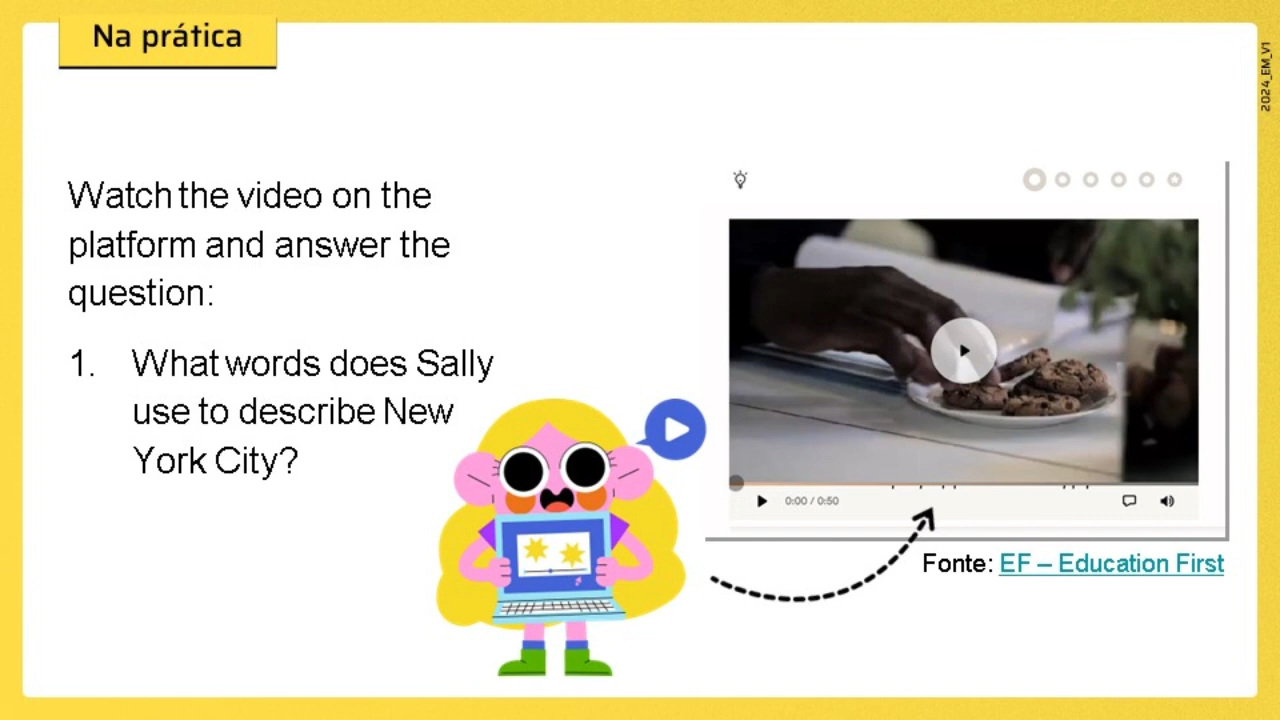 Na prática
2024_EM_V1
Watch the video on the
platform and answer the
question:
1. What words does Sally
use to describe New
York City?
0:00 / 0:50
Fonte: EF – Education First